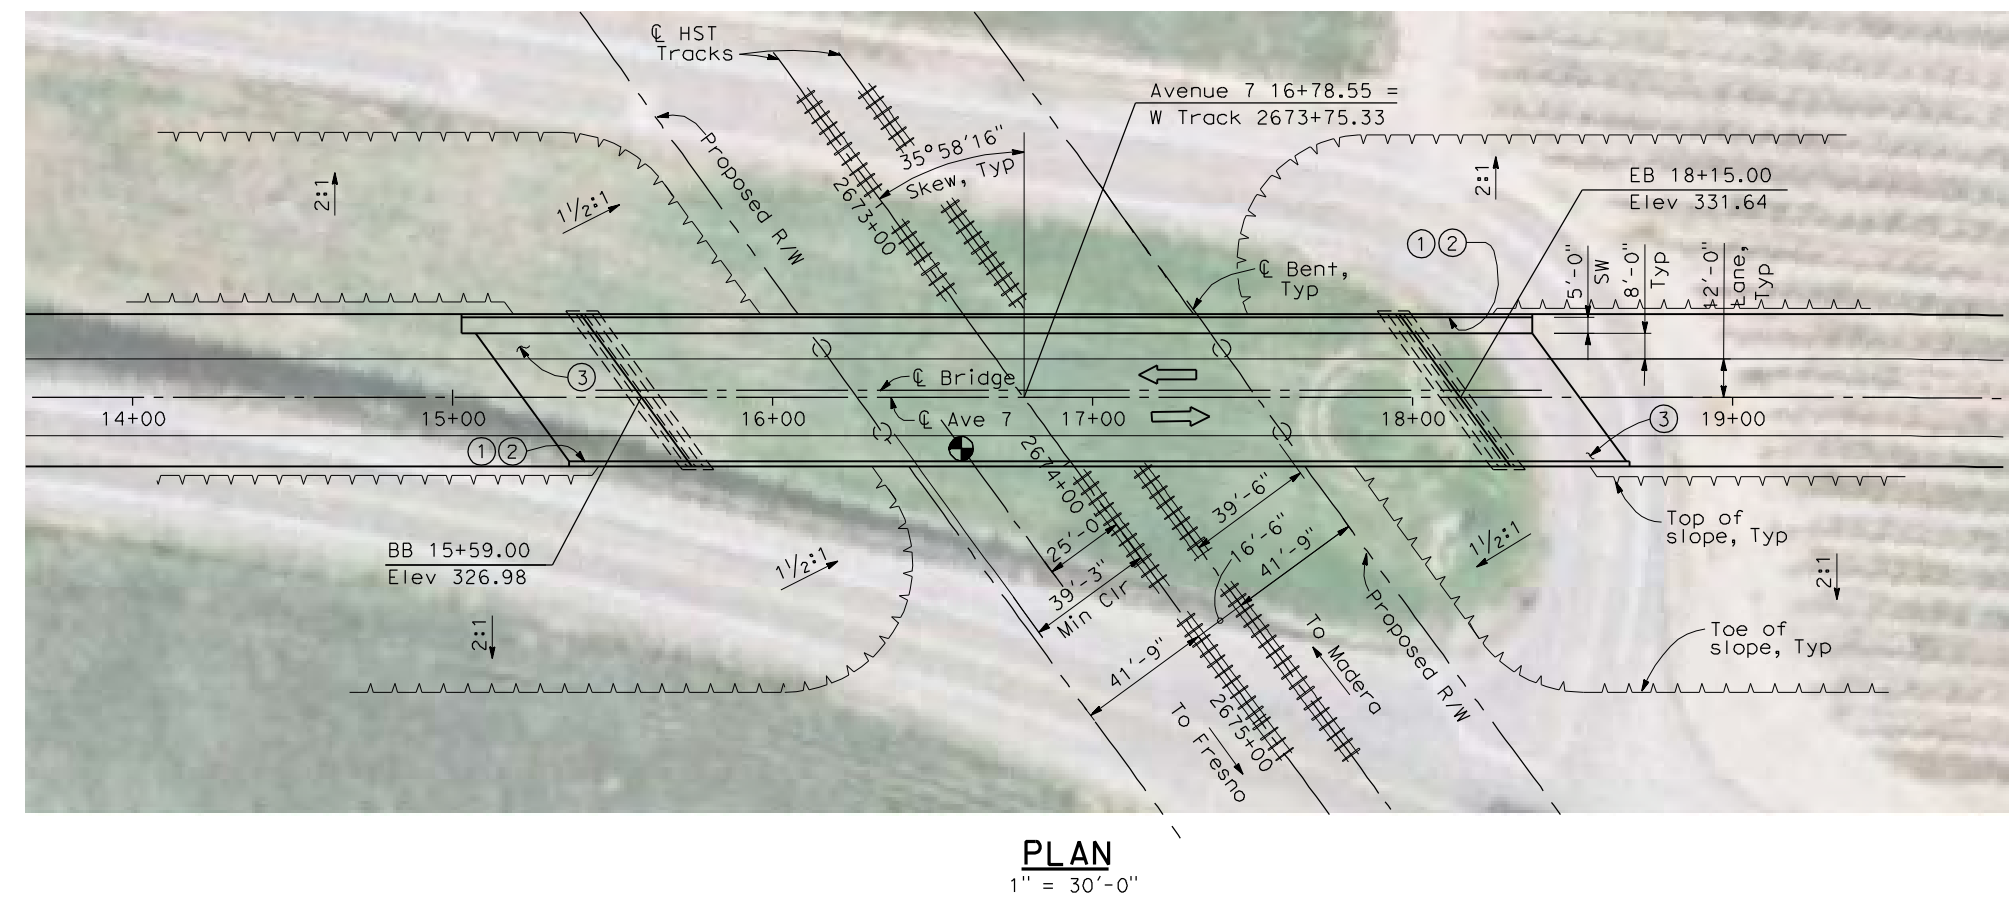 ℄ HST
Tracks
Avenue 7 16+78.55 =
W Track 2673+75.33
Proposed R/W
35°58'16"
Skew, Typ
2673+00
2:1
1½:1
2:1
EB 18+15.00
Elev 331.64
① ②
5'-0"
SW
8'-0"
Typ
12'-0"
Lane,
Typ
℄ Bent,
Typ
③
℄ Bridge
℄ Ave 7
14+00
15+00
16+00
17+00
18+00
19+00
③
① ②
2674+00
BB 15+59.00
Elev 326.98
39'-6"
25'-0
16'-6"
41'-9"
39'-3"
Min Clr
1½:1
1½:1
Top of
slope, Typ
2:1
2:1
41'-9"
To Madera
Proposed R/W
Toe of
slope, Typ
2675+00
To Fresno
PLAN
1" = 30'-0"